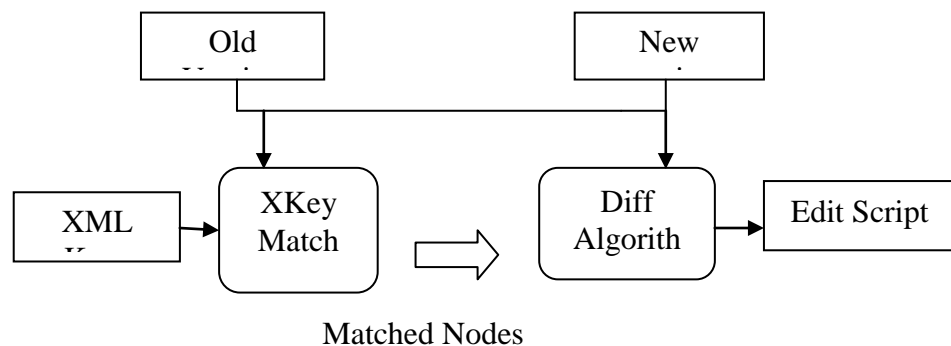 Old
New
XML
XKey
Match
Diff
Algorith
Edit Script
Matched Nodes